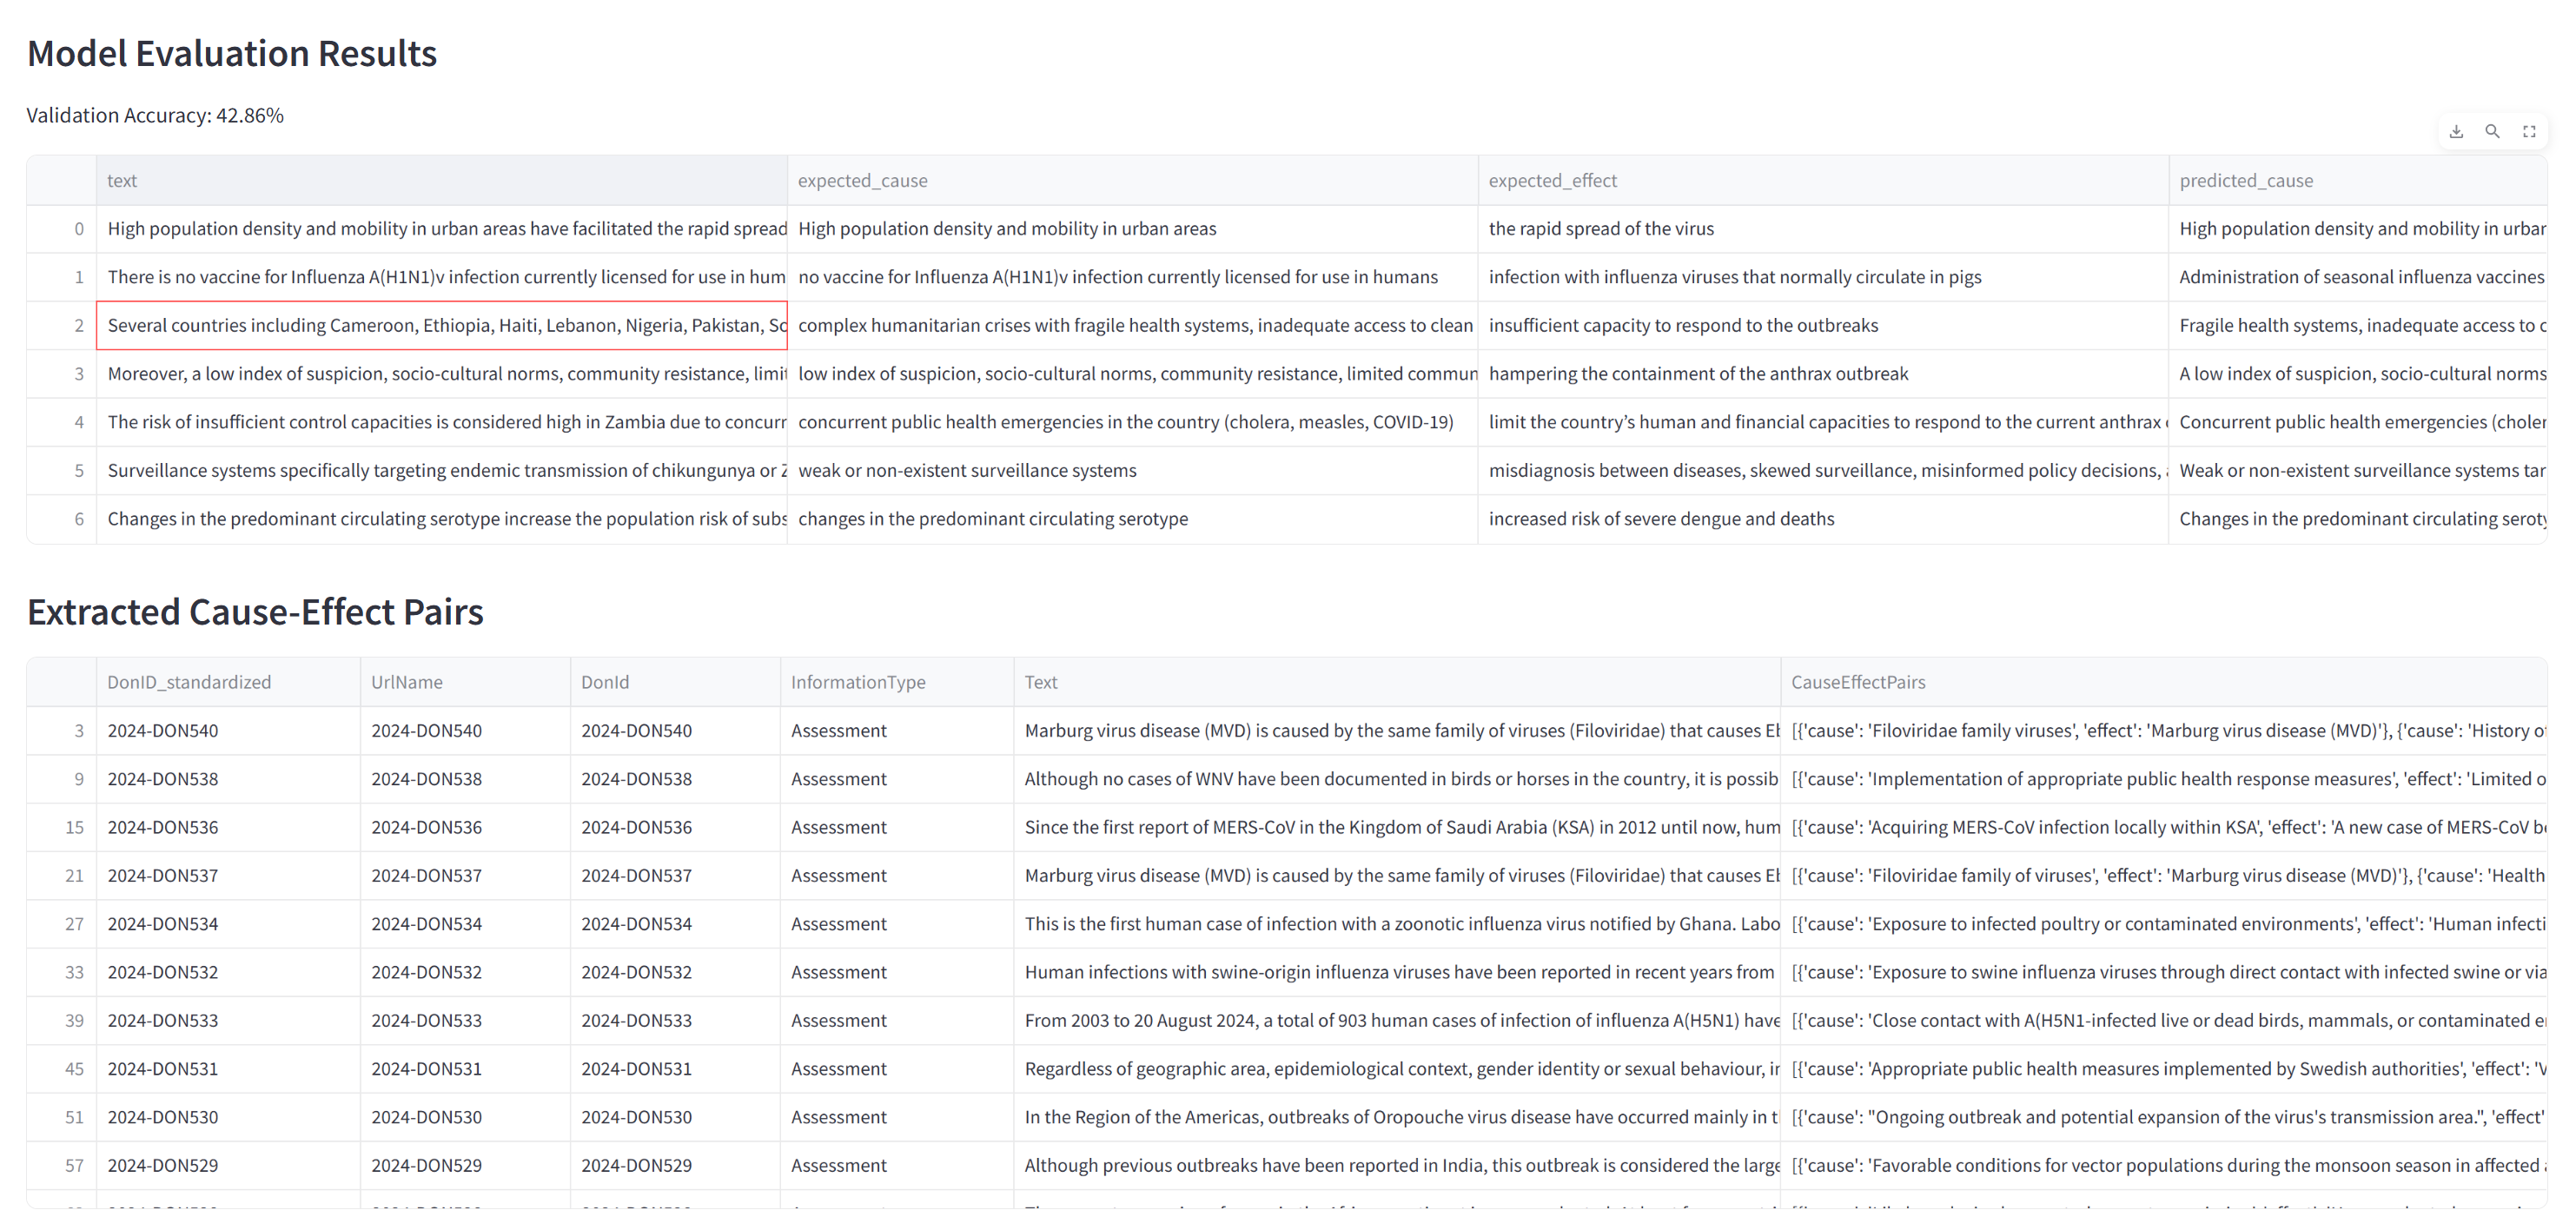 Model Evaluation Results
Validation Accuracy: 42.86%
text expected_cause expected_effect predicted_cause
0 High population density and mobility in urban areas have facilitated the rapid spread High population density and mobility in urban areas the rapid spread of the virus High population density and mobility in urban
1 There is no vaccine for Influenza A(H1N1)v infection currently licensed for use in hum no vaccine for Influenza A(H1N1)v infection currently licensed for use in humans infection with influenza viruses that normally circulate in pigs Administration of seasonal influenza vaccines
2 Several countries including Cameroon, Ethiopia, Haiti, Lebanon, Nigeria, Pakistan, So complex humanitarian crises with fragile health systems, inadequate access to clean insufficient capacity to respond to the outbreaks Fragile health systems, inadequate access to c
3 Moreover, a low index of suspicion, socio-cultural norms, community resistance, limit low index of suspicion, socio-cultural norms, community resistance, limited commun hampering the containment of the anthrax outbreak A low index of suspicion, socio-cultural norms
4 The risk of insufficient control capacities is considered high in Zambia due to concurr concurrent public health emergencies in the country (cholera, measles, COVID-19) limit the country’s human and financial capacities to respond to the current anthrax Concurrent public health emergencies (choler
5 Surveillance systems specifically targeting endemic transmission of chikungunya or Z weak or non-existent surveillance systems misdiagnosis between diseases, skewed surveillance, misinformed policy decisions, Weak or non-existent surveillance systems tar
6 Changes in the predominant circulating serotype increase the population risk of subs changes in the predominant circulating serotype increased risk of severe dengue and deaths Changes in the predominant circulating seroty
Extracted Cause-Effect Pairs
DonID_standardized UrlName DonId InformationType Text CauseEffectPairs
3 2024-DON540 2024-DON540 2024-DON540 Assessment Marburg virus disease (MVD) is caused by the same family of viruses (Filoviridae) that causes Eb [{'cause': 'Filoviridae family viruses', 'effect': 'Marburg virus disease (MVD)'}, {'cause': 'History of
9 2024-DON538 2024-DON538 2024-DON538 Assessment Although no cases of WNV have been documented in birds or horses in the country, it is possib [{'cause': 'Implementation of appropriate public health response measures', 'effect': 'Limited o
15 2024-DON536 2024-DON536 2024-DON536 Assessment Since the first report of MERS-CoV in the Kingdom of Saudi Arabia (KSA) in 2012 until now, hum [{'cause': 'Acquiring MERS-CoV infection locally within KSA', 'effect': 'A new case of MERS-CoV be
21 2024-DON537 2024-DON537 2024-DON537 Assessment Marburg virus disease (MVD) is caused by the same family of viruses (Filoviridae) that causes Eb [{'cause': 'Filoviridae family of viruses', 'effect': 'Marburg virus disease (MVD)'}, {'cause': 'Health
27 2024-DON534 2024-DON534 2024-DON534 Assessment This is the first human case of infection with a zoonotic influenza virus notified by Ghana. Labo [{'cause': 'Exposure to infected poultry or contaminated environments', 'effect': 'Human infecti
33 2024-DON532 2024-DON532 2024-DON532 Assessment Human infections with swine-origin influenza viruses have been reported in recent years from [{'cause': 'Exposure to swine influenza viruses through direct contact with infected swine or via
39 2024-DON533 2024-DON533 2024-DON533 Assessment From 2003 to 20 August 2024, a total of 903 human cases of infection of influenza A(H5N1) have [{'cause': 'Close contact with A(H5N1-infected live or dead birds, mammals, or contaminated e
45 2024-DON531 2024-DON531 2024-DON531 Assessment Regardless of geographic area, epidemiological context, gender identity or sexual behaviour, ir [{'cause': 'Appropriate public health measures implemented by Swedish authorities', 'effect': 'V
51 2024-DON530 2024-DON530 2024-DON530 Assessment In the Region of the Americas, outbreaks of Oropouche virus disease have occurred mainly in t [{'cause': "Ongoing outbreak and potential expansion of the virus's transmission area.", 'effect'
57 2024-DON529 2024-DON529 2024-DON529 Assessment Although previous outbreaks have been reported in India, this outbreak is considered the large [{'cause': 'Favorable conditions for vector populations during the monsoon season in affected